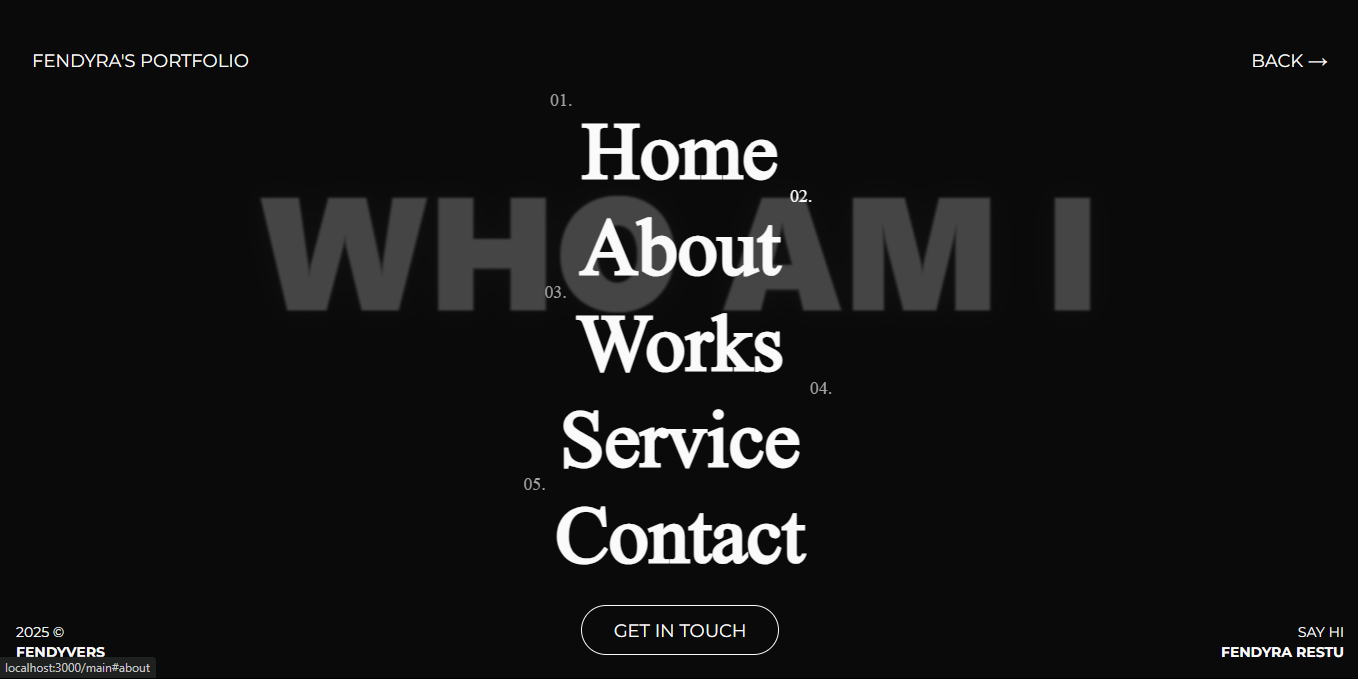 FENDYRA'S PORTFOLIO
BACK →
01.
Home
02.
WHO AM I
About
03.
Works
04.
Service
05.
Contact
GET IN TOUCH
2025 ©
FENDYVERS
SAY HI
FENDYRA RESTU
localhost:3000/main#about